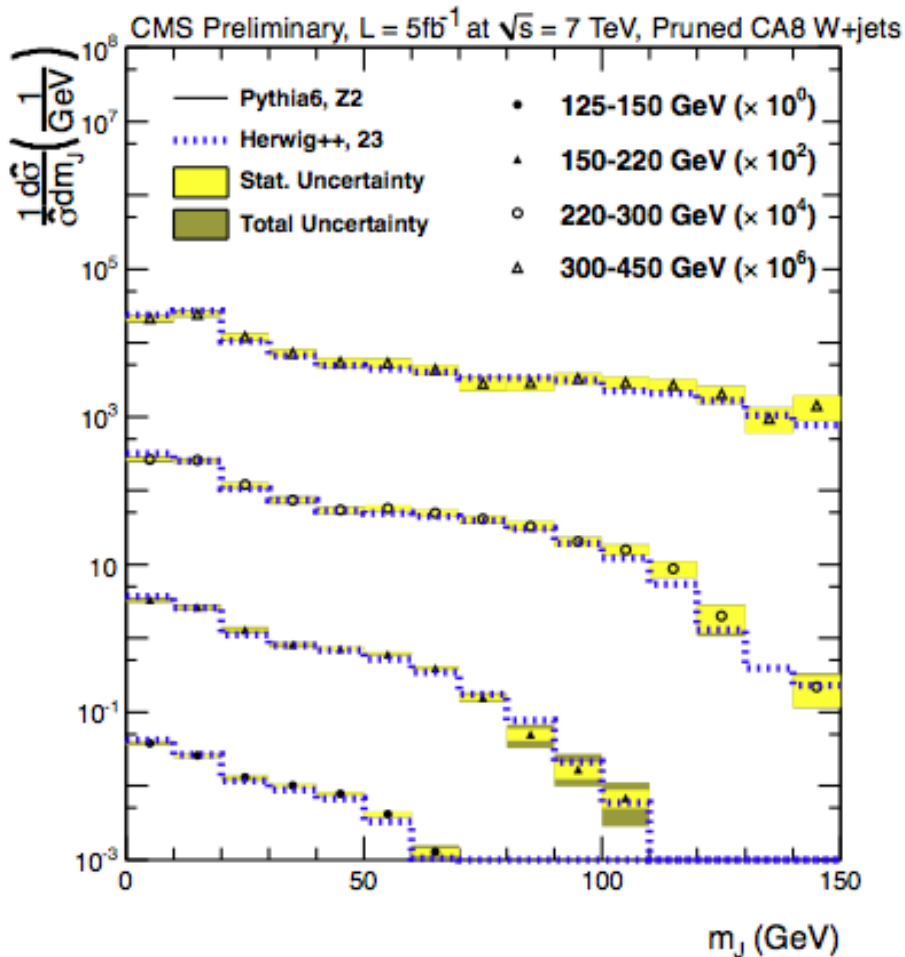 CMS Preliminary, L = 5fb⁻¹ at √s = 7 TeV, Pruned CA8 W+jets
1/σ̂ dσ̂/dm_J (1/GeV)
10⁸
10⁷
10⁵
10³
10
10⁻¹
10⁻³
Pythia6, Z2
Herwig++, 23
Stat. Uncertainty
Total Uncertainty
125-150 GeV (× 10⁰)
150-220 GeV (× 10²)
220-300 GeV (× 10⁴)
300-450 GeV (× 10⁶)
0 50 100 150
m_J (GeV)